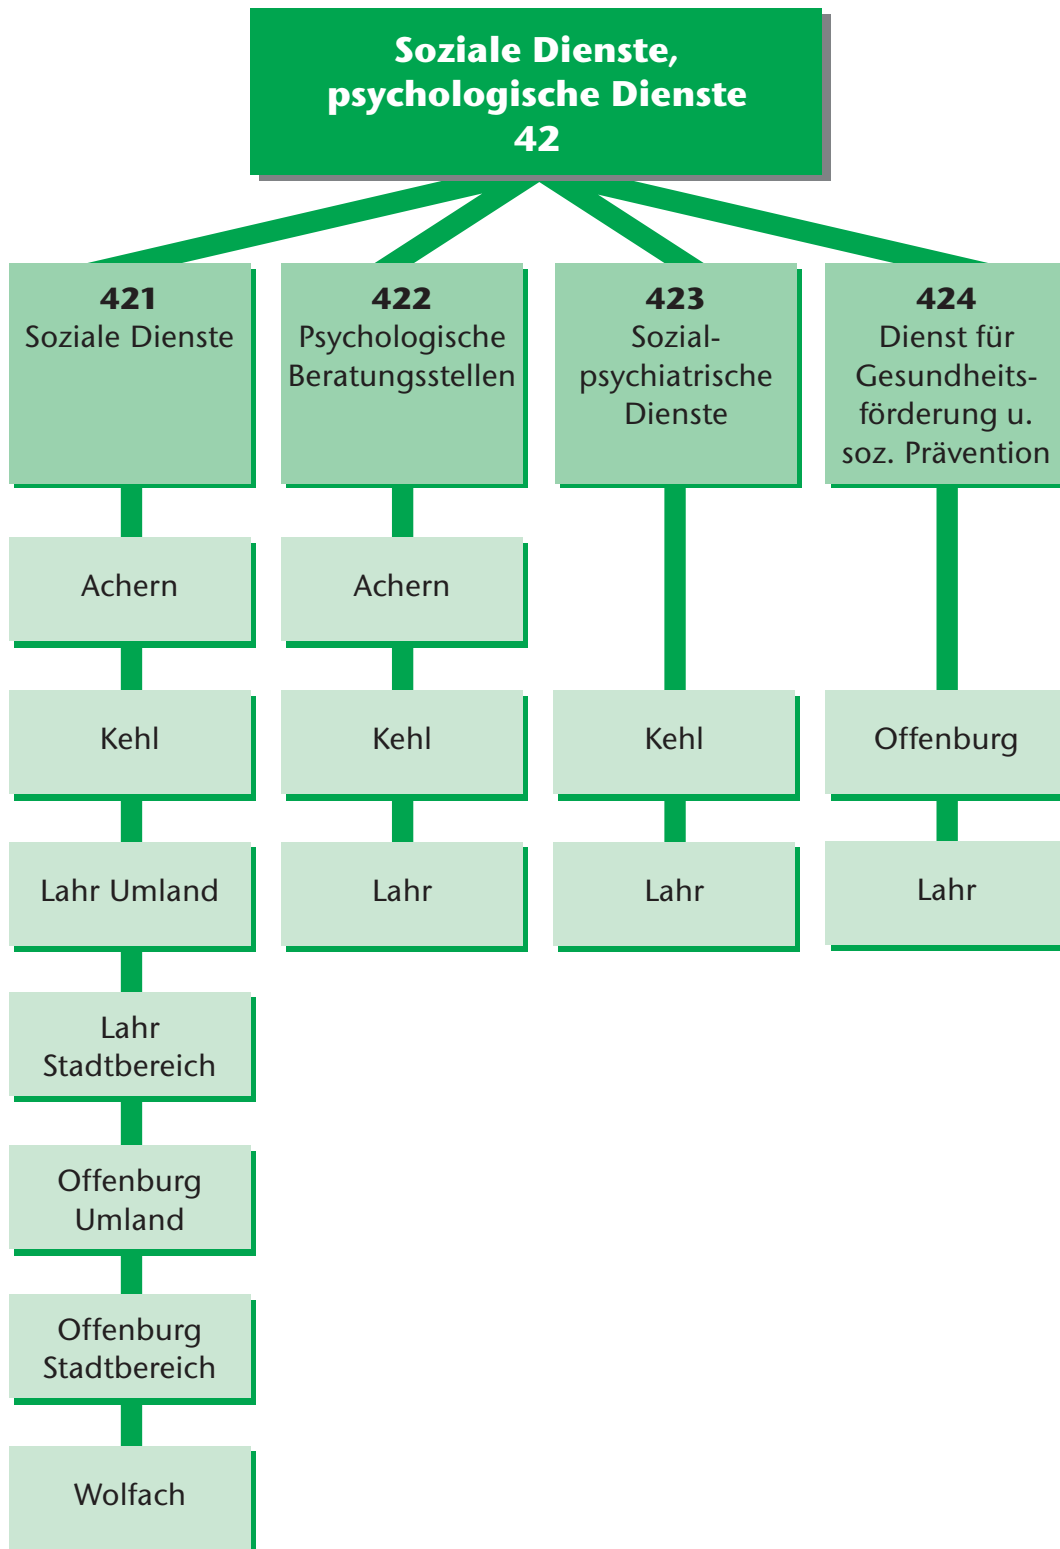 Soziale Dienste,
psychologische Dienste
42
421
Soziale Dienste
422
Psychologische
Beratungsstellen
423
Sozial-
psychiatrische
Dienste
424
Dienst für
Gesundheits-
förderung u.
soz. Prävention
Achern
Kehl
Lahr Umland
Lahr
Stadtbereich
Offenburg
Umland
Offenburg
Stadtbereich
Wolfach
Achern
Kehl
Lahr
Kehl
Lahr
Offenburg
Lahr